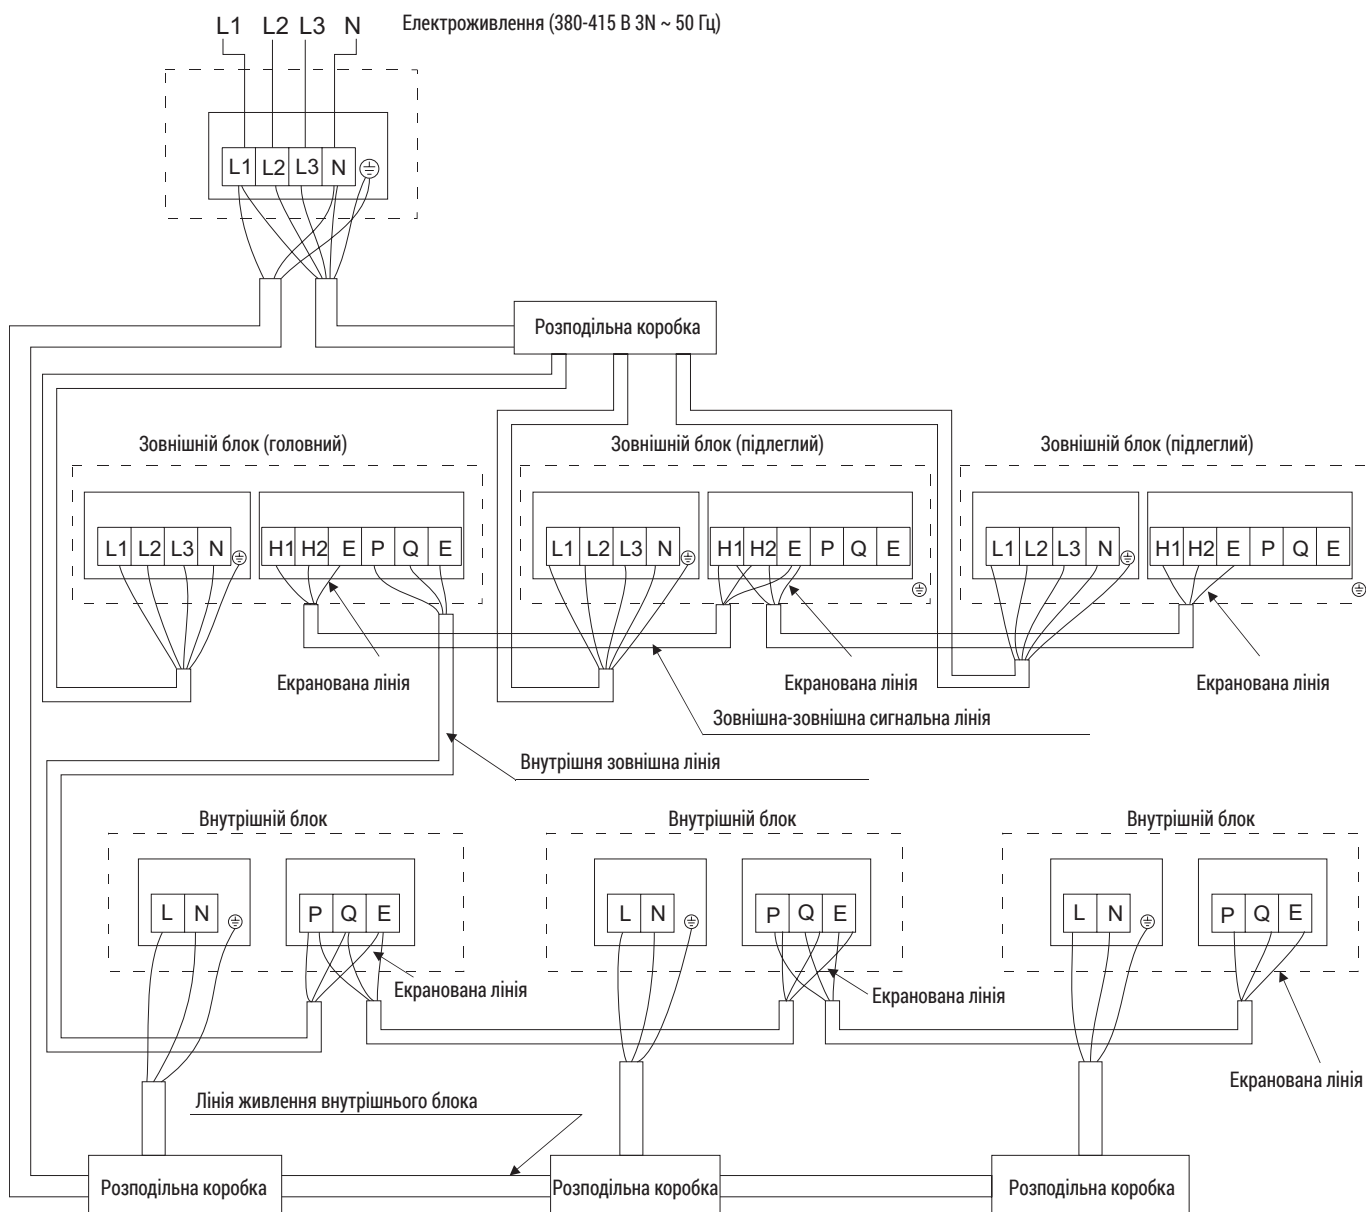 L1 L2 L3 N Електроживлення (380-415 В 3N ~ 50 Гц)
L1 L2 L3 N
Розподільна коробка
Зовнішній блок (головний) Зовнішній блок (підлеглий) Зовнішній блок (підлеглий)
L1 L2 L3 N H1 H2 E P Q E L1 L2 L3 N H1 H2 E P Q E L1 L2 L3 N H1 H2 E P Q E
Екранована лінія Екранована лінія Екранована лінія
Зовнішна-зовнішна сигнальна лінія
Внутрішня зовнішна лінія
Внутрішній блок Внутрішній блок Внутрішній блок
L N P Q E L N P Q E L N P Q E
Екранована лінія Екранована лінія
Екранована лінія
Лінія живлення внутрішнього блока
Розподільна коробка Розподільна коробка Розподільна коробка